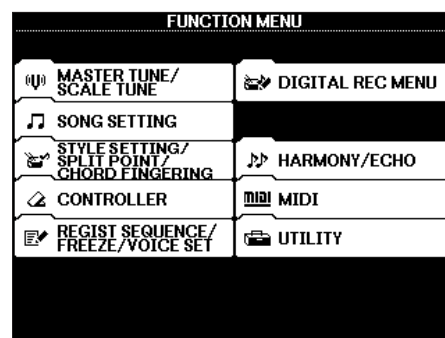 FUNCTION MENU
MASTER TUNE/
SCALE TUNE
SONG SETTING
STYLE SETTING/
SPLIT POINT/
CHORD FINGERING
CONTROLLER
REGIST SEQUENCE/
FREEZE/VOICE SET
DIGITAL REC MENU
HARMONY/ECHO
MIDI MIDI
UTILITY